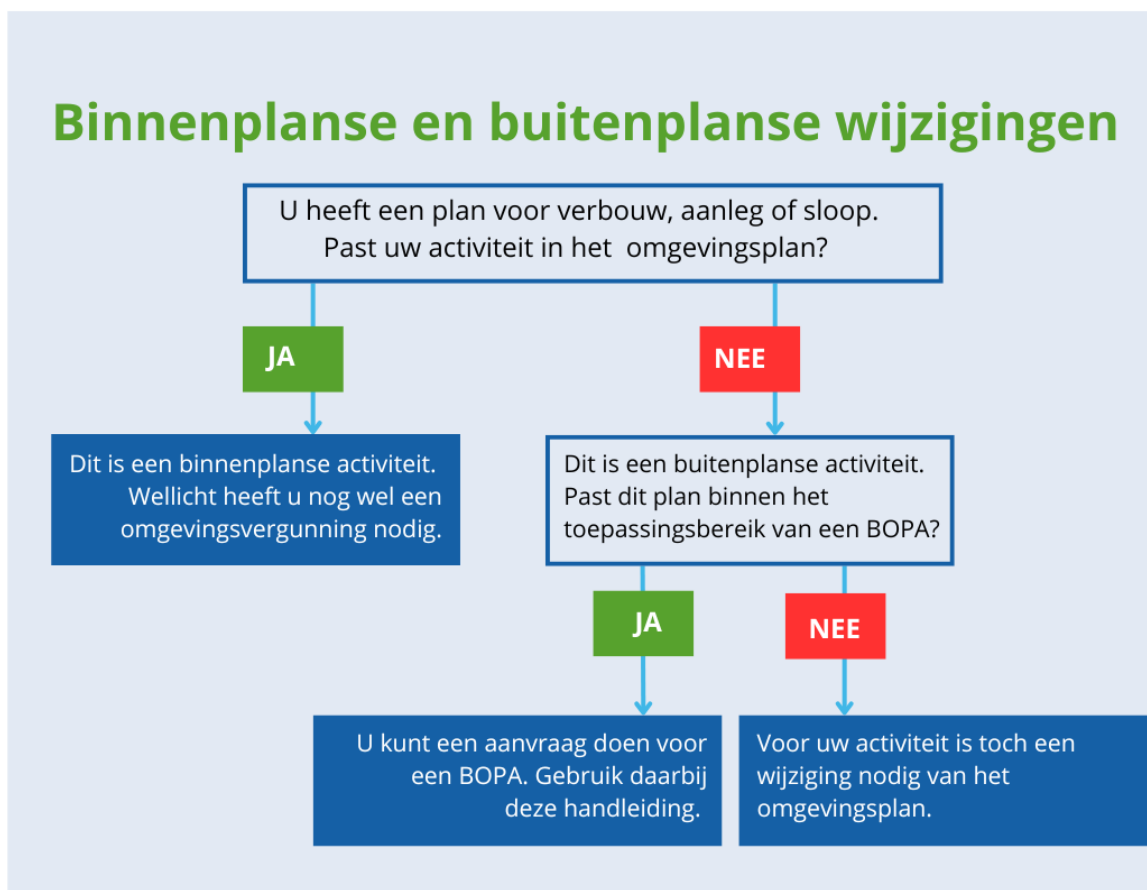 Binnenplanse en buitenplanse wijzigingen
U heeft een plan voor verbouw, aanleg of sloop.
Past uw activiteit in het omgevingsplan?
JA
NEE
Dit is een binnenplanse activiteit.
Wellicht heeft u nog wel een
omgevingsvergunning nodig.
Dit is een buitenplanse activiteit.
Past dit plan binnen het
toepassingsbereik van een BOPA?
JA
NEE
U kunt een aanvraag doen voor
een BOPA. Gebruik daarbij
deze handleiding.
Voor uw activiteit is toch een
wijziging nodig van het
omgevingsplan.